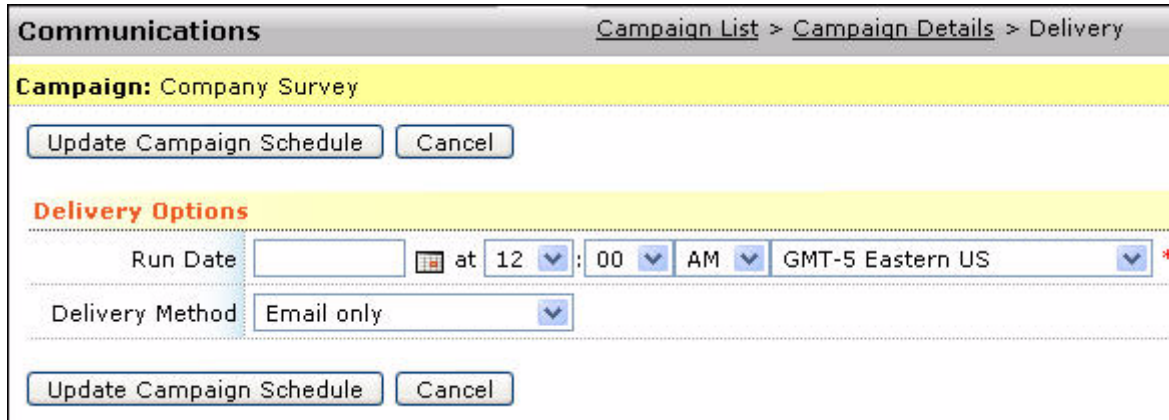 Communications Campaign List > Campaign Details > Delivery
Campaign: Company Survey
Update Campaign Schedule Cancel
Delivery Options
Run Date at 12 : 00 AM GMT-5 Eastern US *
Delivery Method Email only
Update Campaign Schedule Cancel